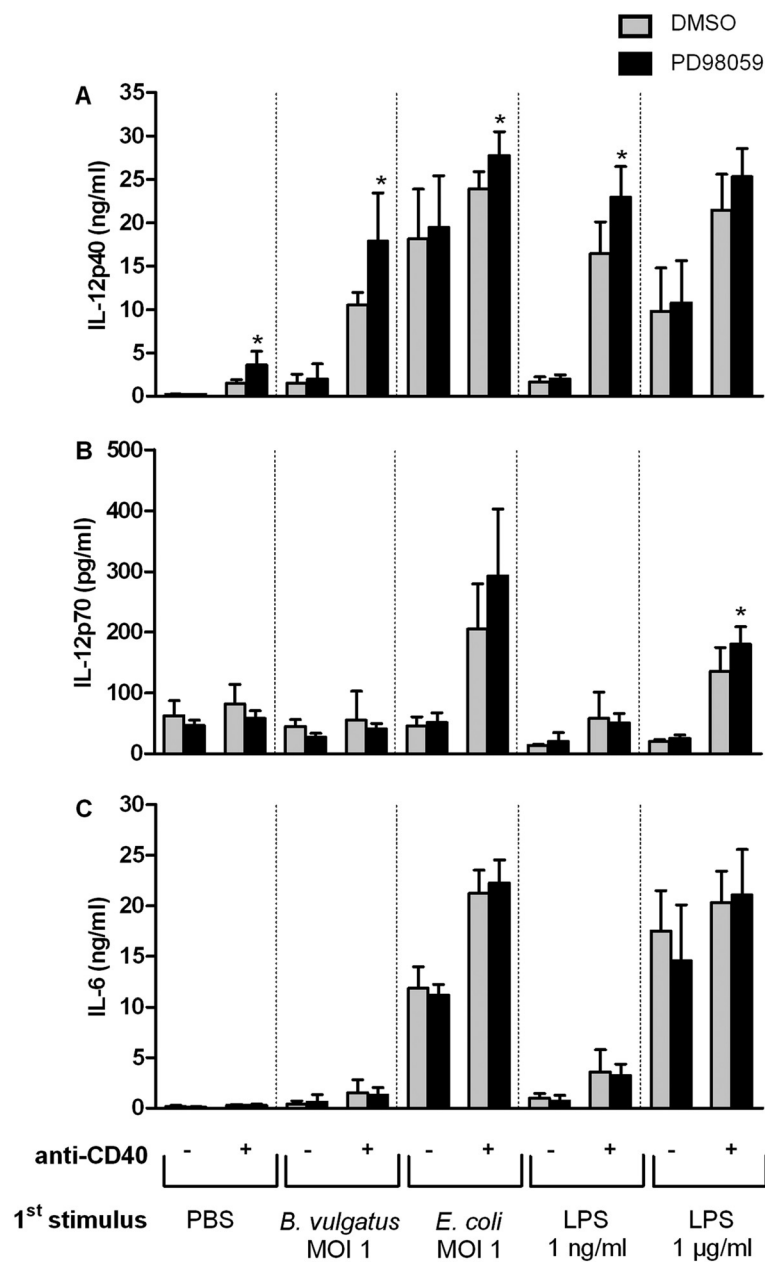 DMSO
PD98059
A
IL-12p40 (ng/ml)
35
30
25
20
15
10
5
0
* * * *
B
IL-12p70 (pg/ml)
500
400
300
200
100
0
*
C
IL-6 (ng/ml)
30
25
20
15
10
5
0
anti-CD40 - + - + - + - + - +
1st stimulus PBS B. vulgatus E. coli LPS LPS
MOI 1 MOI 1 1 ng/ml 1 µg/ml